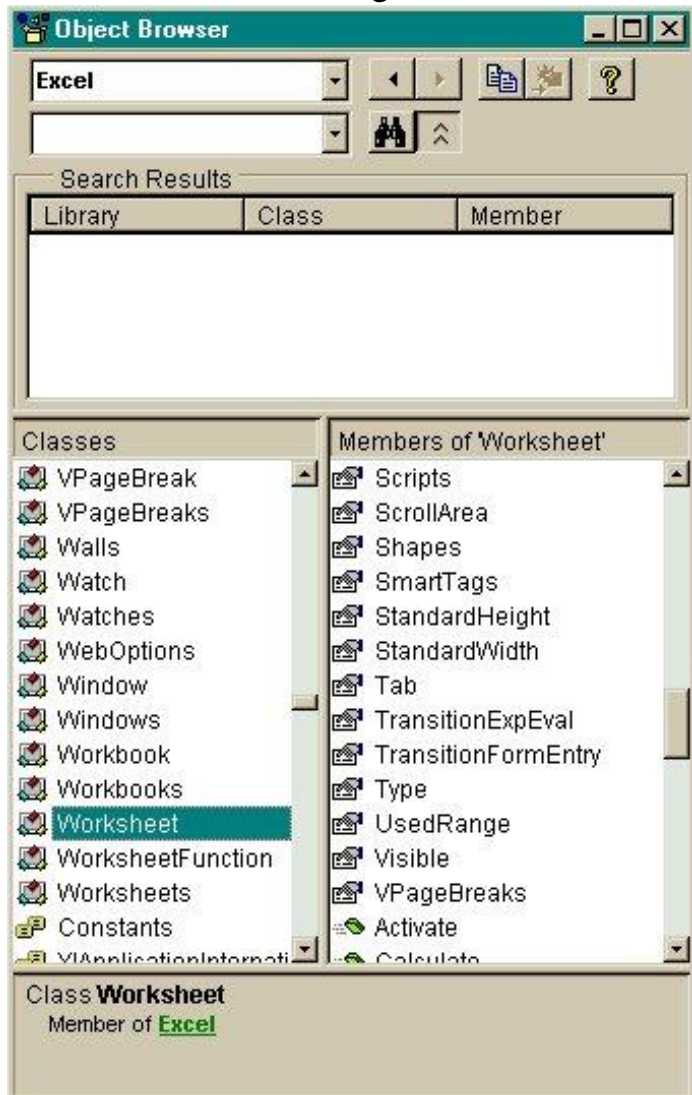 Object Browser
Excel
Search Results
Library Class Member
Classes
VPageBreak
VPageBreaks
Walls
Watch
Watches
WebOptions
Window
Windows
Workbook
Workbooks
Worksheet
WorksheetFunction
Worksheets
Constants
Members of 'Worksheet'
Scripts
ScrollArea
Shapes
SmartTags
StandardHeight
StandardWidth
Tab
TransitionExpEval
TransitionFormEntry
Type
UsedRange
Visible
VPageBreaks
Activate
Calculate
Class Worksheet
Member of Excel